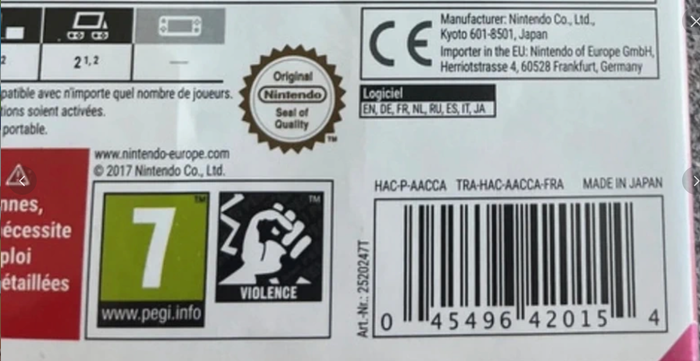 Manufacturer: Nintendo Co., Ltd.,
Kyoto 601-8501, Japan
Importer in the EU: Nintendo of Europe GmbH,
Herriotstrasse 4, 60528 Frankfurt, Germany
CE
2
2 1, 2
—
Original
Nintendo
Seal of
Quality
TM
Logiciel
EN, DE, FR, NL, RU, ES, IT, JA
patible avec n'importe quel nombre de joueurs.
tions soient activées.
portable.
www.nintendo-europe.com
© 2017 Nintendo Co., Ltd.
HAC-P-AACCA TRA-HAC-AACCA-FRA MADE IN JAPAN
nnes,
écessite
ploi
étaillées
7
TM
www.pegi.info
TM
VIOLENCE
Art.-Nr.: 2520247T
0 45496 42015 4